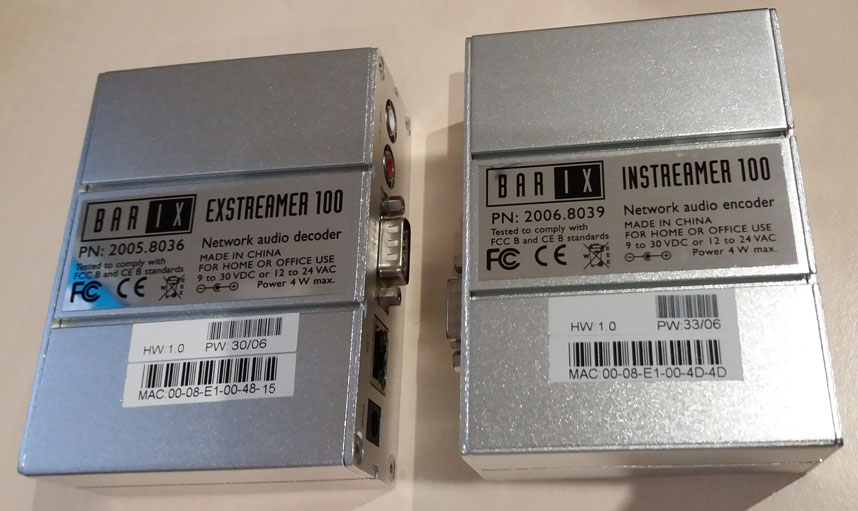 BARIX EXSTREAMER 100
PN: 2005.8036
Network audio decoder
Tested to comply with
FCC B and CE B standards
MADE IN CHINA
FOR HOME OR OFFICE USE
9 to 30 VDC or 12 to 24 VAC
Power 4 W max.
FC CE
HW:1.0 PW:30/06
MAC:00-08-E1-00-48-15
BARIX INSTREAMER 100
PN: 2006.8039
Network audio encoder
Tested to comply with
FCC B and CE B standards
MADE IN CHINA
FOR HOME OR OFFICE USE
9 to 30 VDC or 12 to 24 VAC
Power 4 W max.
FC CE
HW:1.0 PW:33/06
MAC:00-08-E1-00-4D-4D